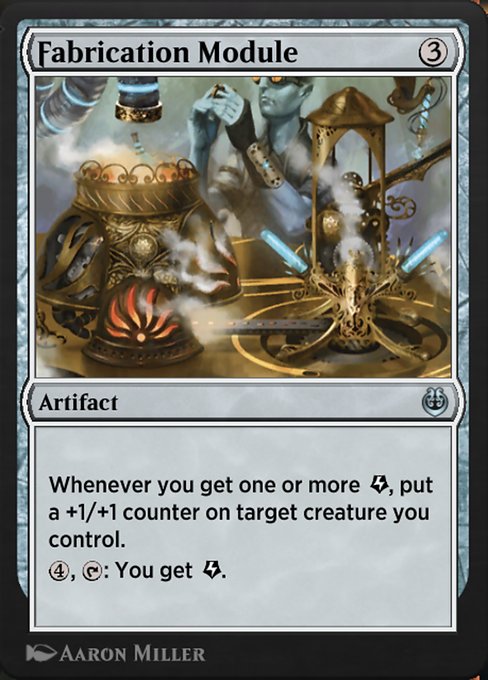 Fabrication Module 3
Artifact
Whenever you get one or more , put
a +1/+1 counter on target creature you
control.
4, : You get .
Aaron Miller